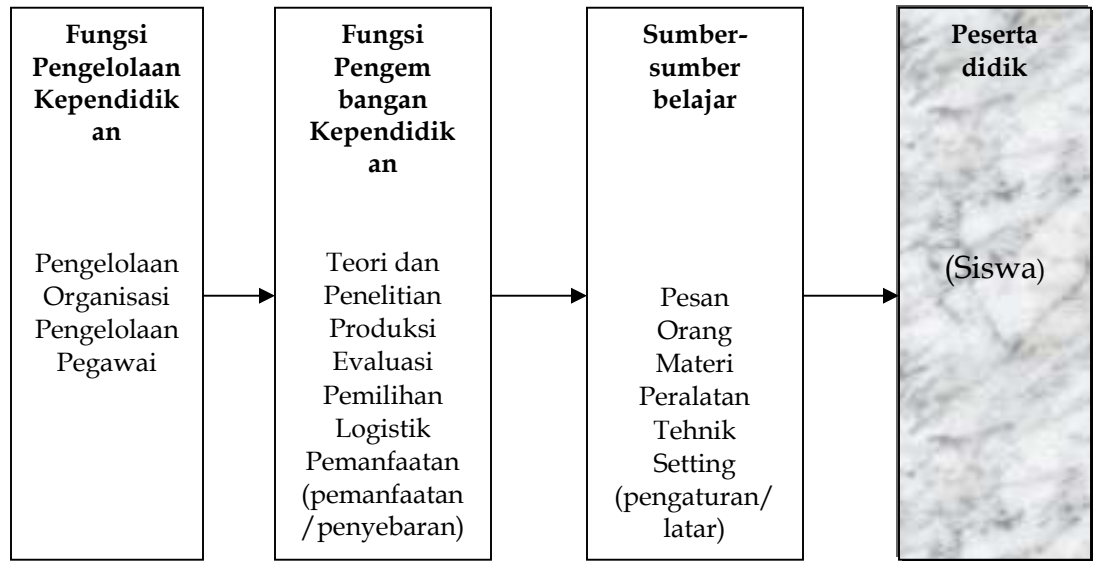 Fungsi
Pengelolaan
Kependidik
an
Pengelolaan
Organisasi
Pengelolaan
Pegawai
Fungsi
Pengem
bangan
Kependidik
an
Teori dan
Penelitian
Produksi
Evaluasi
Pemilihan
Logistik
Pemanfaatan
(pemanfaatan
/penyebaran)
Sumber-
sumber
belajar
Pesan
Orang
Materi
Peralatan
Tehnik
Setting
(pengaturan/
latar)
Peserta
didik
(Siswa)